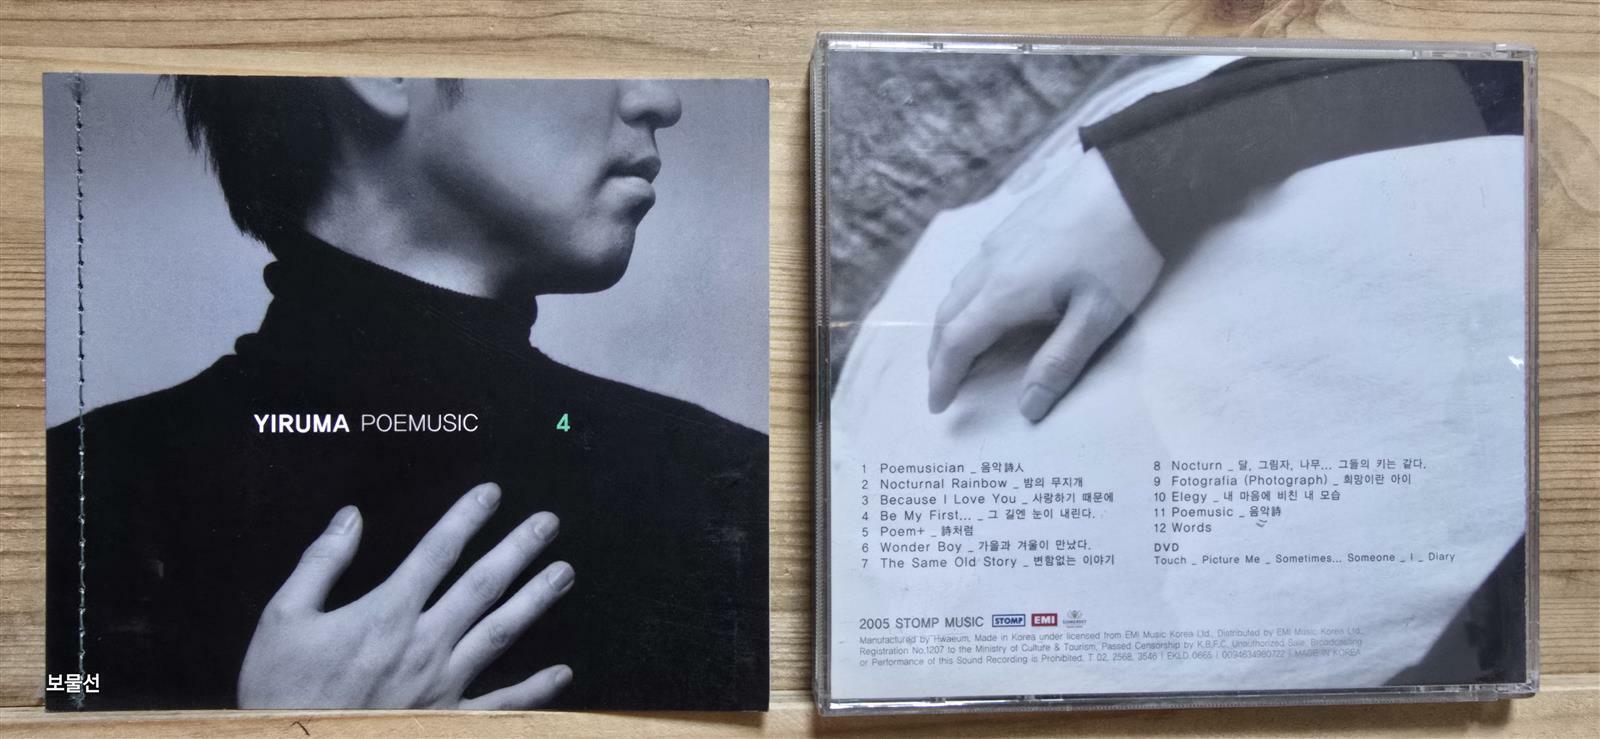 YIRUMA POEMUSIC 4
보물선
1 Poemusician _ 음악詩人
2 Nocturnal Rainbow _ 밤의 무지개
3 Because I Love You _ 사랑하기 때문에
4 Be My First... _ 그 길엔 눈이 내린다.
5 Poem+ _ 詩처럼
6 Wonder Boy _ 가을과 겨울이 만났다.
7 The Same Old Story _ 변함없는 이야기
8 Nocturn _ 달, 그림자, 나무... 그들의 키는 같다.
9 Fotografia (Photograph) _ 희망이란 아이
10 Elegy _ 내 마음에 비친 내 모습
11 Poemusic _ 음악詩
12 Words
DVD
Touch _ Picture Me _ Sometimes... Someone _ I _ Diary
2005 STOMP MUSIC STOMP EMI SOMERSET
Manufactured by Hwaeum, Made in Korea under licensed from EMI Music Korea Ltd., Distributed by EMI Music Korea Ltd.,
Registration No.1207 to the Ministry of Culture & Tourism, Passed Censorship by K.B.F.C. Unauthorized Sale, Broadcasting
or Performance of this Sound Recording is Prohibited. T 02. 2568. 3546 | EKLD 0665 | 0094634980722 | MADE IN KOREA